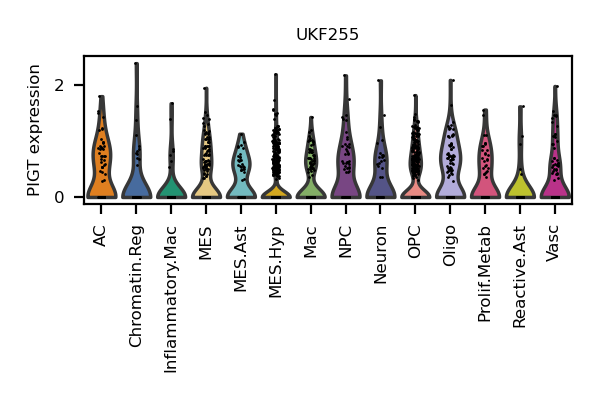 UKF255
PIGT expression
2
0
AC
Chromatin.Reg
Inflammatory.Mac
MES
MES.Ast
MES.Hyp
Mac
NPC
Neuron
OPC
Oligo
Prolif.Metab
Reactive.Ast
Vasc